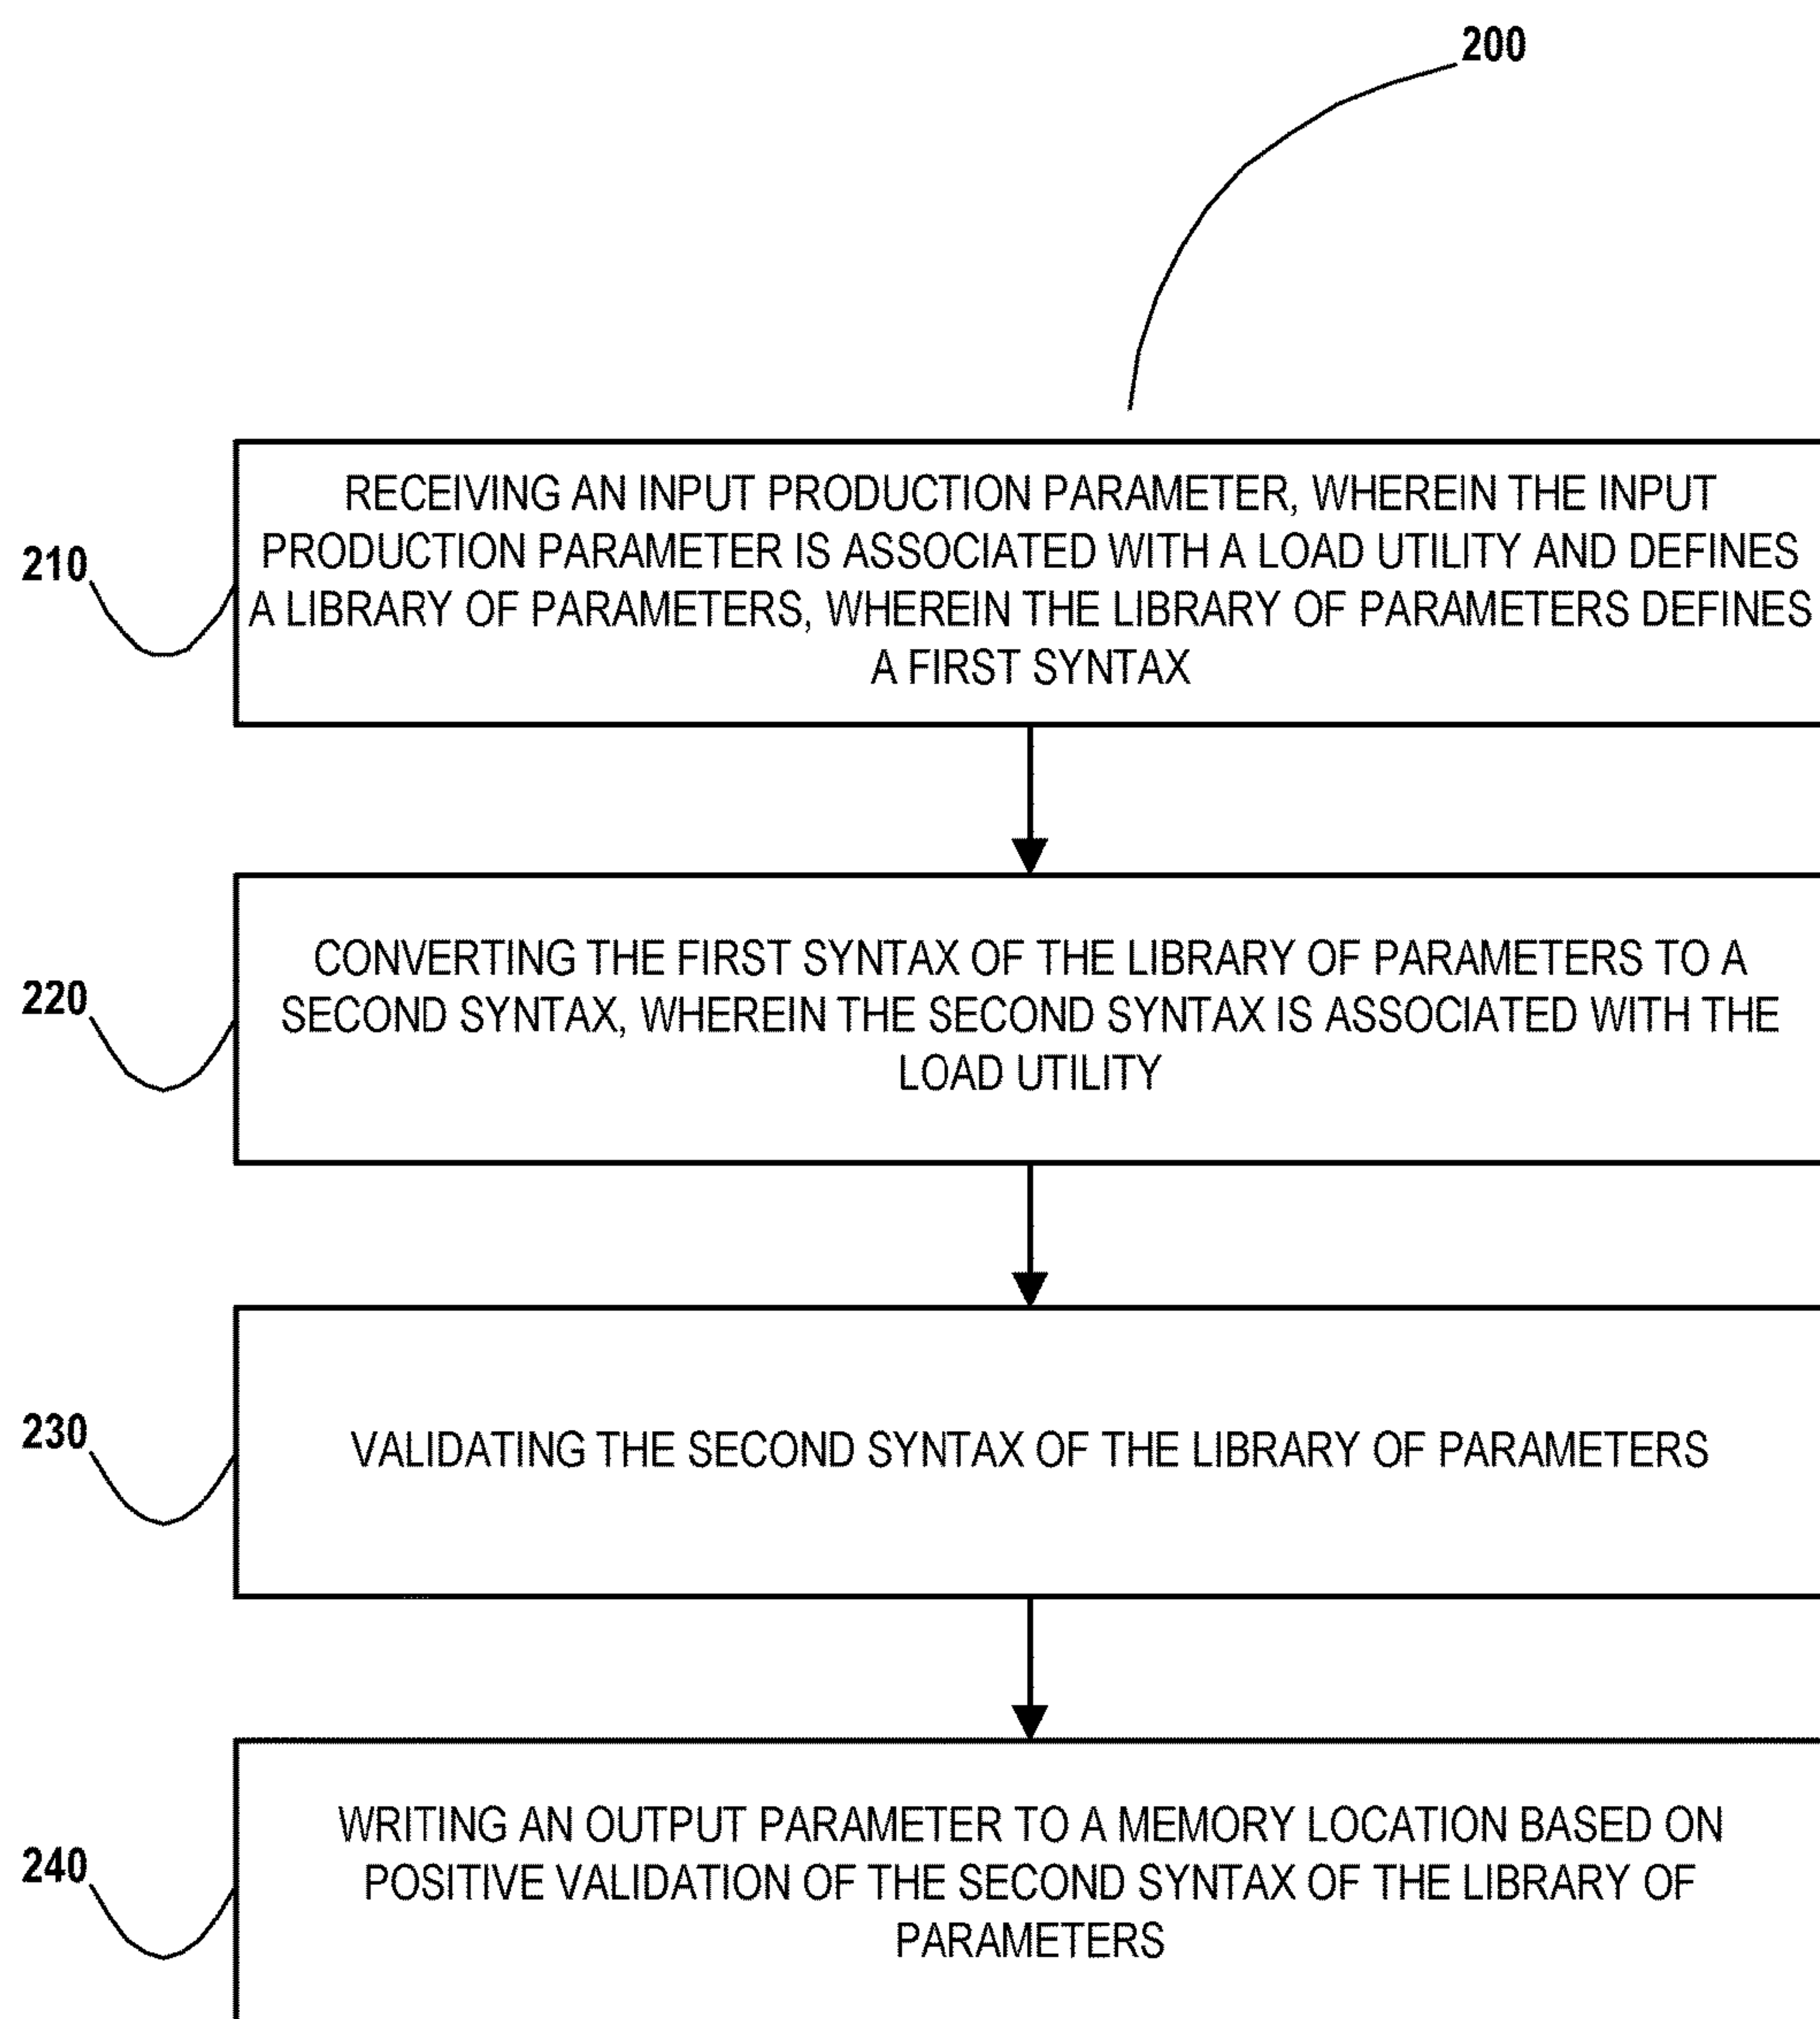 200
210
RECEIVING AN INPUT PRODUCTION PARAMETER, WHEREIN THE INPUT
PRODUCTION PARAMETER IS ASSOCIATED WITH A LOAD UTILITY AND DEFINES
A LIBRARY OF PARAMETERS, WHEREIN THE LIBRARY OF PARAMETERS DEFINES
A FIRST SYNTAX
220
CONVERTING THE FIRST SYNTAX OF THE LIBRARY OF PARAMETERS TO A
SECOND SYNTAX, WHEREIN THE SECOND SYNTAX IS ASSOCIATED WITH THE
LOAD UTILITY
230
VALIDATING THE SECOND SYNTAX OF THE LIBRARY OF PARAMETERS
240
WRITING AN OUTPUT PARAMETER TO A MEMORY LOCATION BASED ON
POSITIVE VALIDATION OF THE SECOND SYNTAX OF THE LIBRARY OF
PARAMETERS